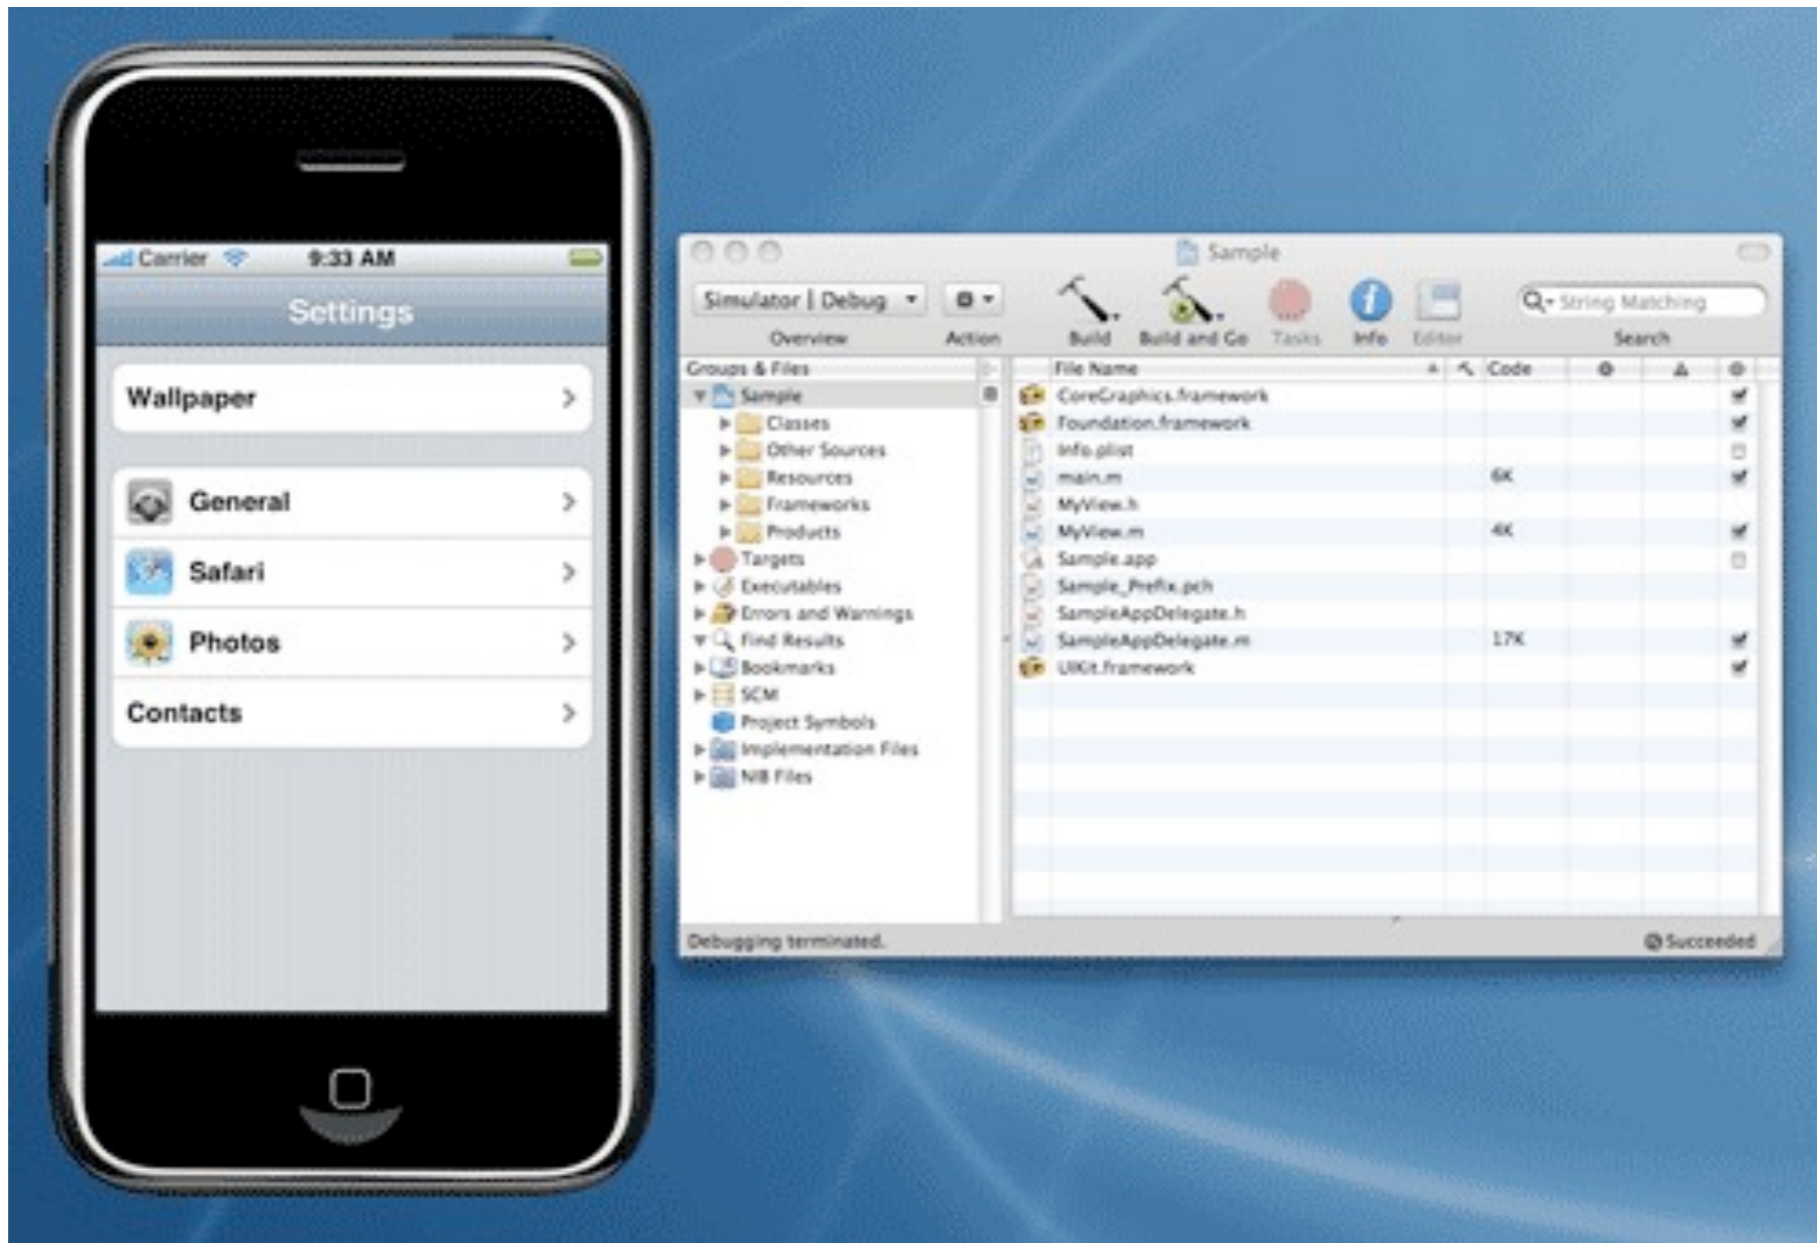 Carrier 9:33 AM
Settings
Wallpaper
General
Safari
Photos
Contacts
Sample
Simulator | Debug
String Matching
Overview Action Build Build and Go Tasks Info Editor Search
Groups & Files
Sample
Classes
Other Sources
Resources
Frameworks
Products
Targets
Executables
Errors and Warnings
Find Results
Bookmarks
SCM
Project Symbols
Implementation Files
NIB Files
File Name Code
CoreGraphics.framework
Foundation.framework
Info.plist
main.m 6K
MyView.h
MyView.m 4K
Sample.app
Sample_Prefix.pch
SampleAppDelegate.h
SampleAppDelegate.m 17K
UIKit.framework
Debugging terminated. Succeeded